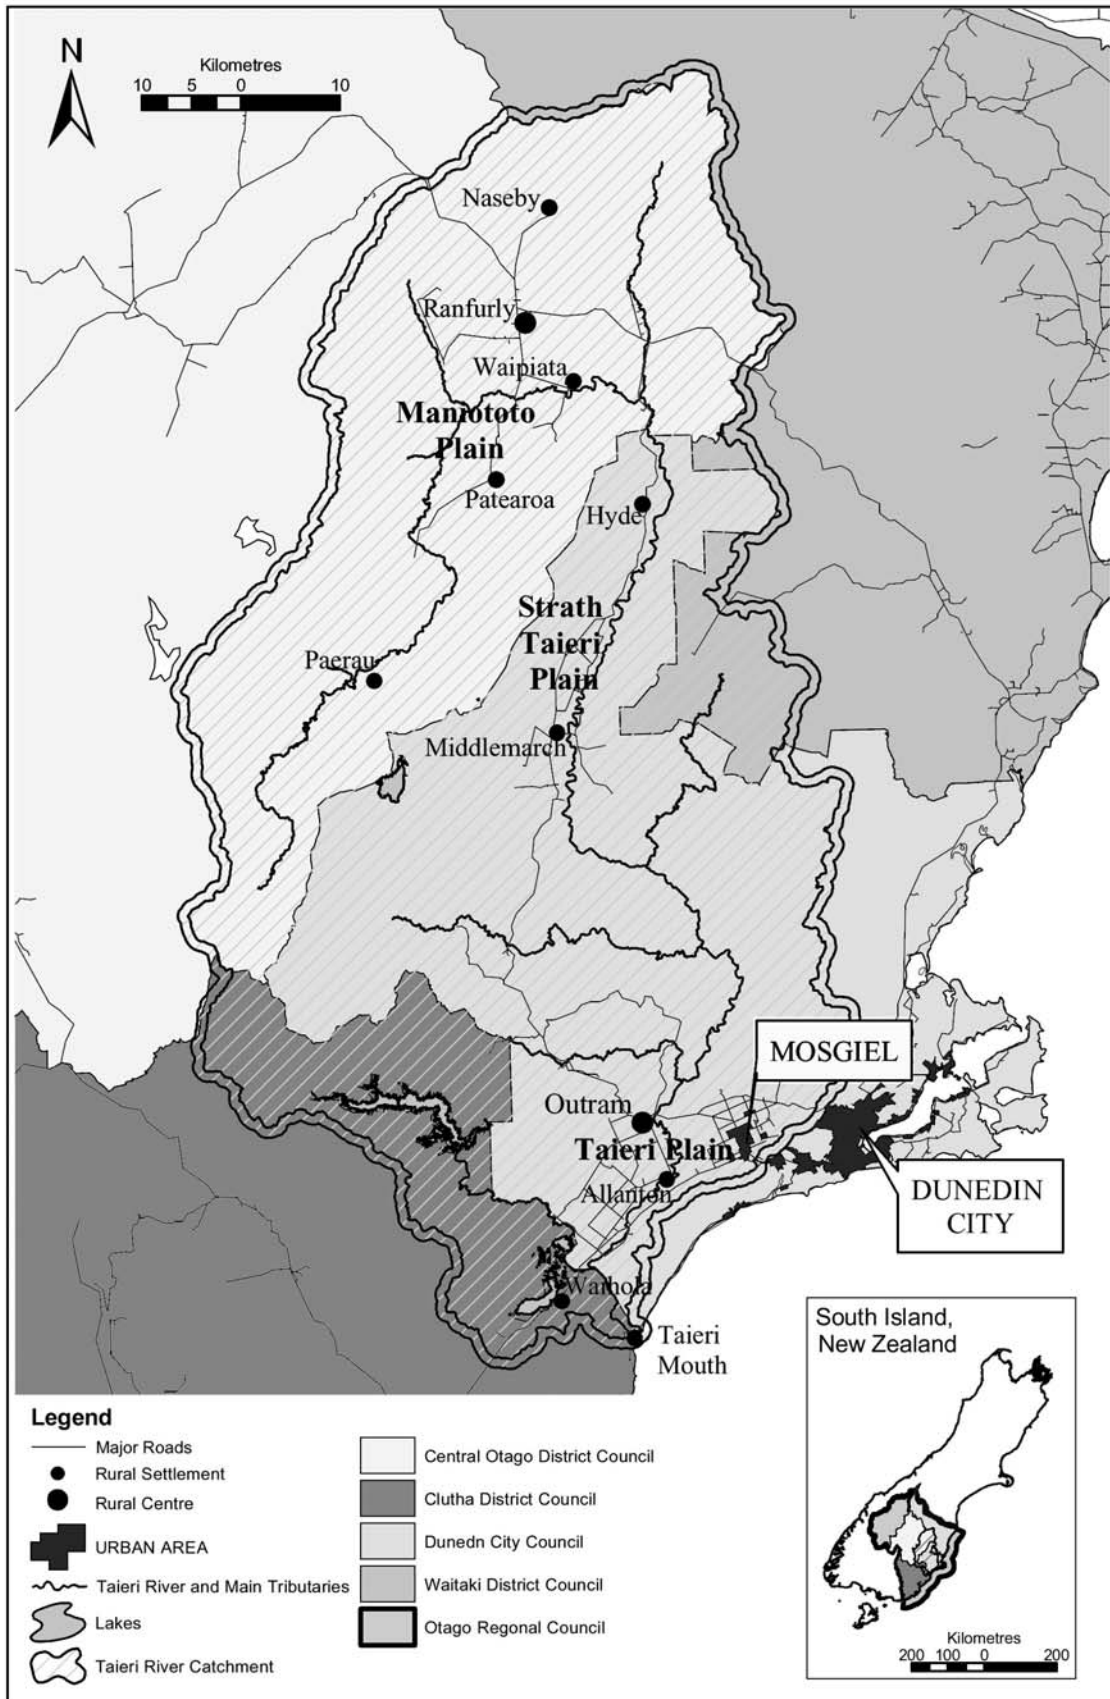 N
Kilometres
10 5 0 10
Naseby
Ranfurly
Waipiata
Maniototo
Plain
Patearoa
Hyde
Strath
Taieri
Plain
Paerau
Middlemarch
MOSGIEL
Outram
Taieri Plain
Allanton
DUNEDIN
CITY
Waihola
Taieri
Mouth
South Island,
New Zealand
Kilometres
200 100 0 200
Legend
Major Roads
Rural Settlement
Rural Centre
URBAN AREA
Taieri River and Main Tributaries
Lakes
Taieri River Catchment
Central Otago District Council
Clutha District Council
Dunedn City Council
Waitaki District Council
Otago Regonal Council